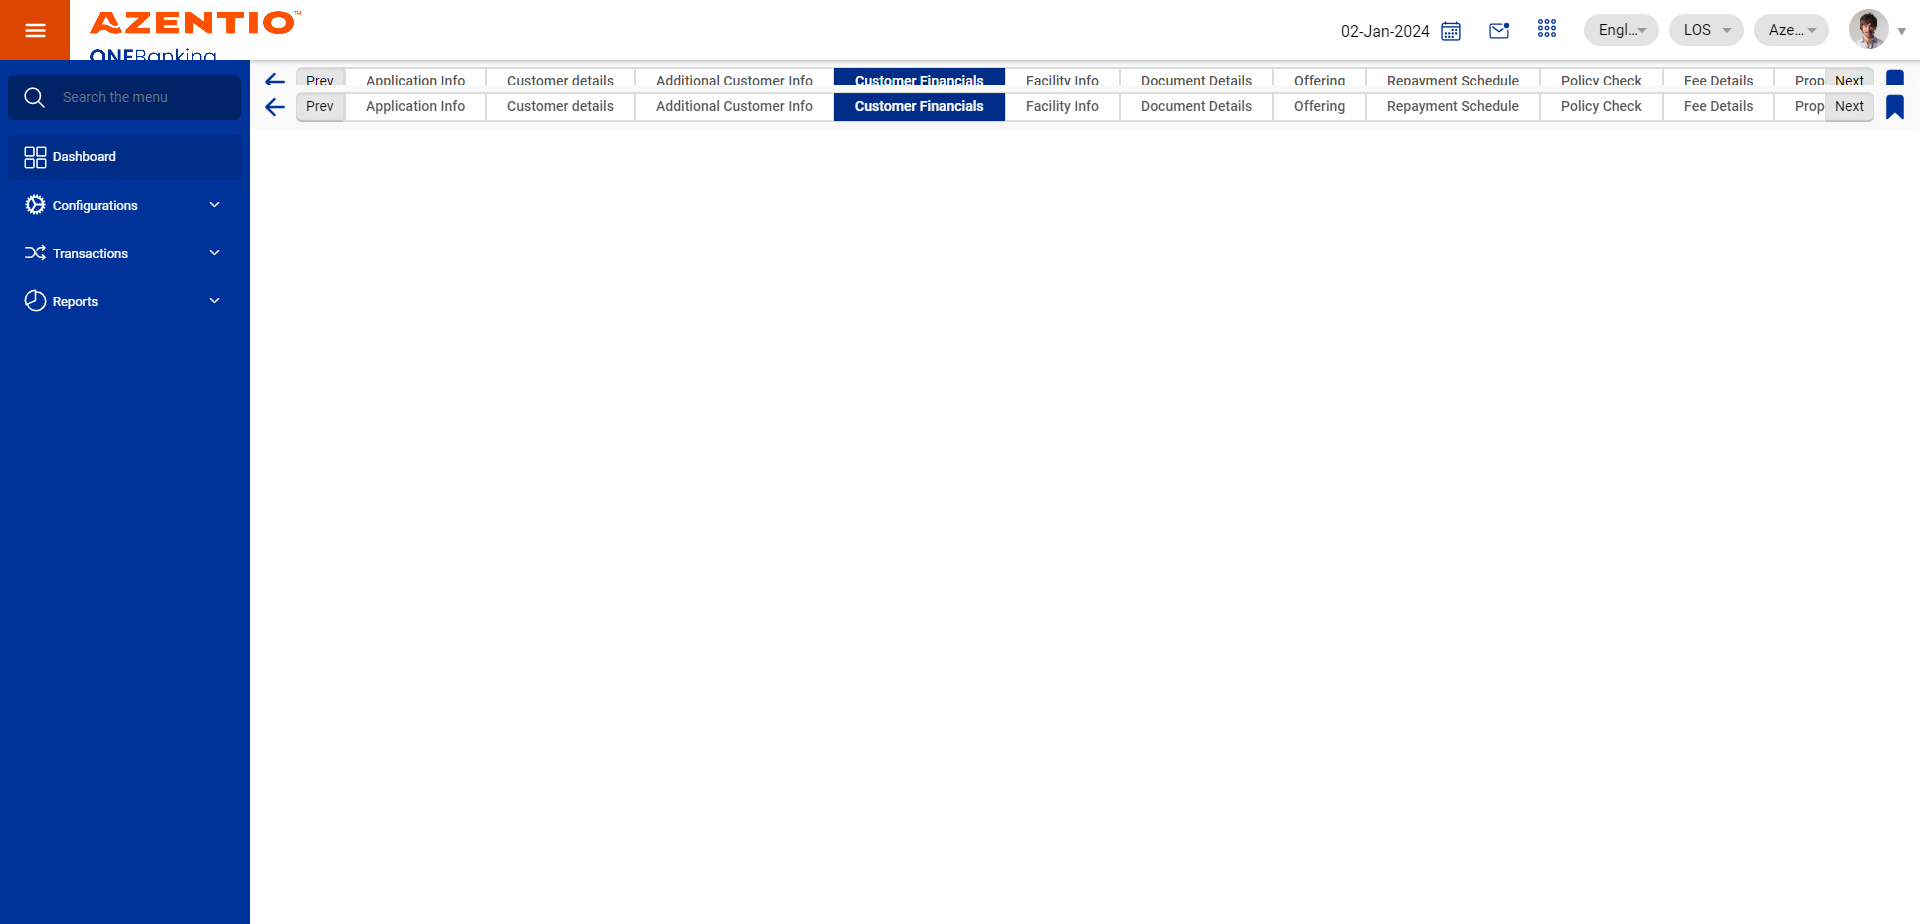 AZENTIO™
ONEBanking
02-Jan-2024
Engl...
LOS
Aze...
Search the menu
Dashboard
Configurations
Transactions
Reports
Prev Application Info Customer details Additional Customer Info Customer Financials Facility Info Document Details Offering Repayment Schedule Policy Check Fee Details Prop Next
Prev Application Info Customer details Additional Customer Info Customer Financials Facility Info Document Details Offering Repayment Schedule Policy Check Fee Details Prop Next